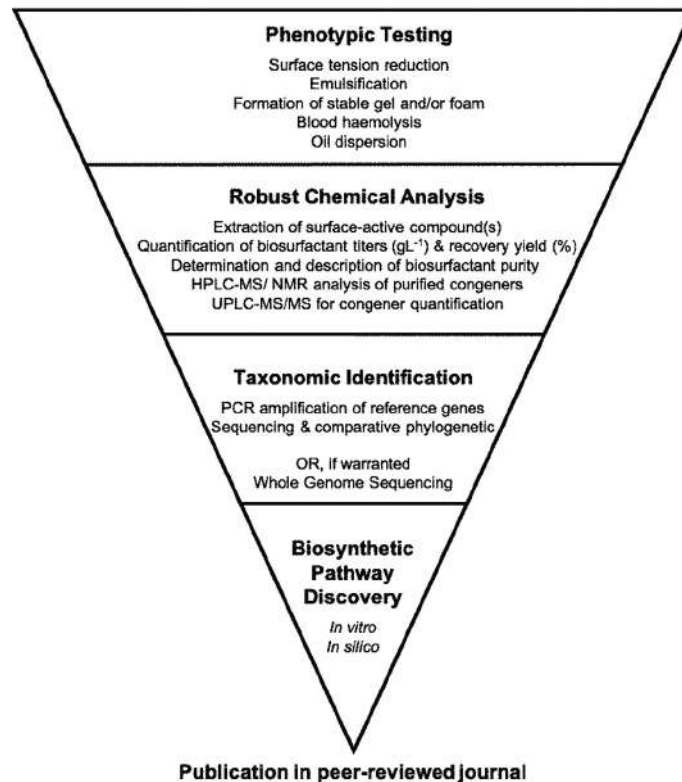 Phenotypic Testing
Surface tension reduction
Emulsification
Formation of stable gel and/or foam
Blood haemolysis
Oil dispersion
Robust Chemical Analysis
Extraction of surface-active compound(s)
Quantification of biosurfactant titers (gL⁻¹) & recovery yield (%)
Determination and description of biosurfactant purity
HPLC-MS/ NMR analysis of purified congeners
UPLC-MS/MS for congener quantification
Taxonomic Identification
PCR amplification of reference genes
Sequencing & comparative phylogenetic
OR, if warranted
Whole Genome Sequencing
Biosynthetic
Pathway
Discovery
In vitro
In silico
Publication in peer-reviewed journal